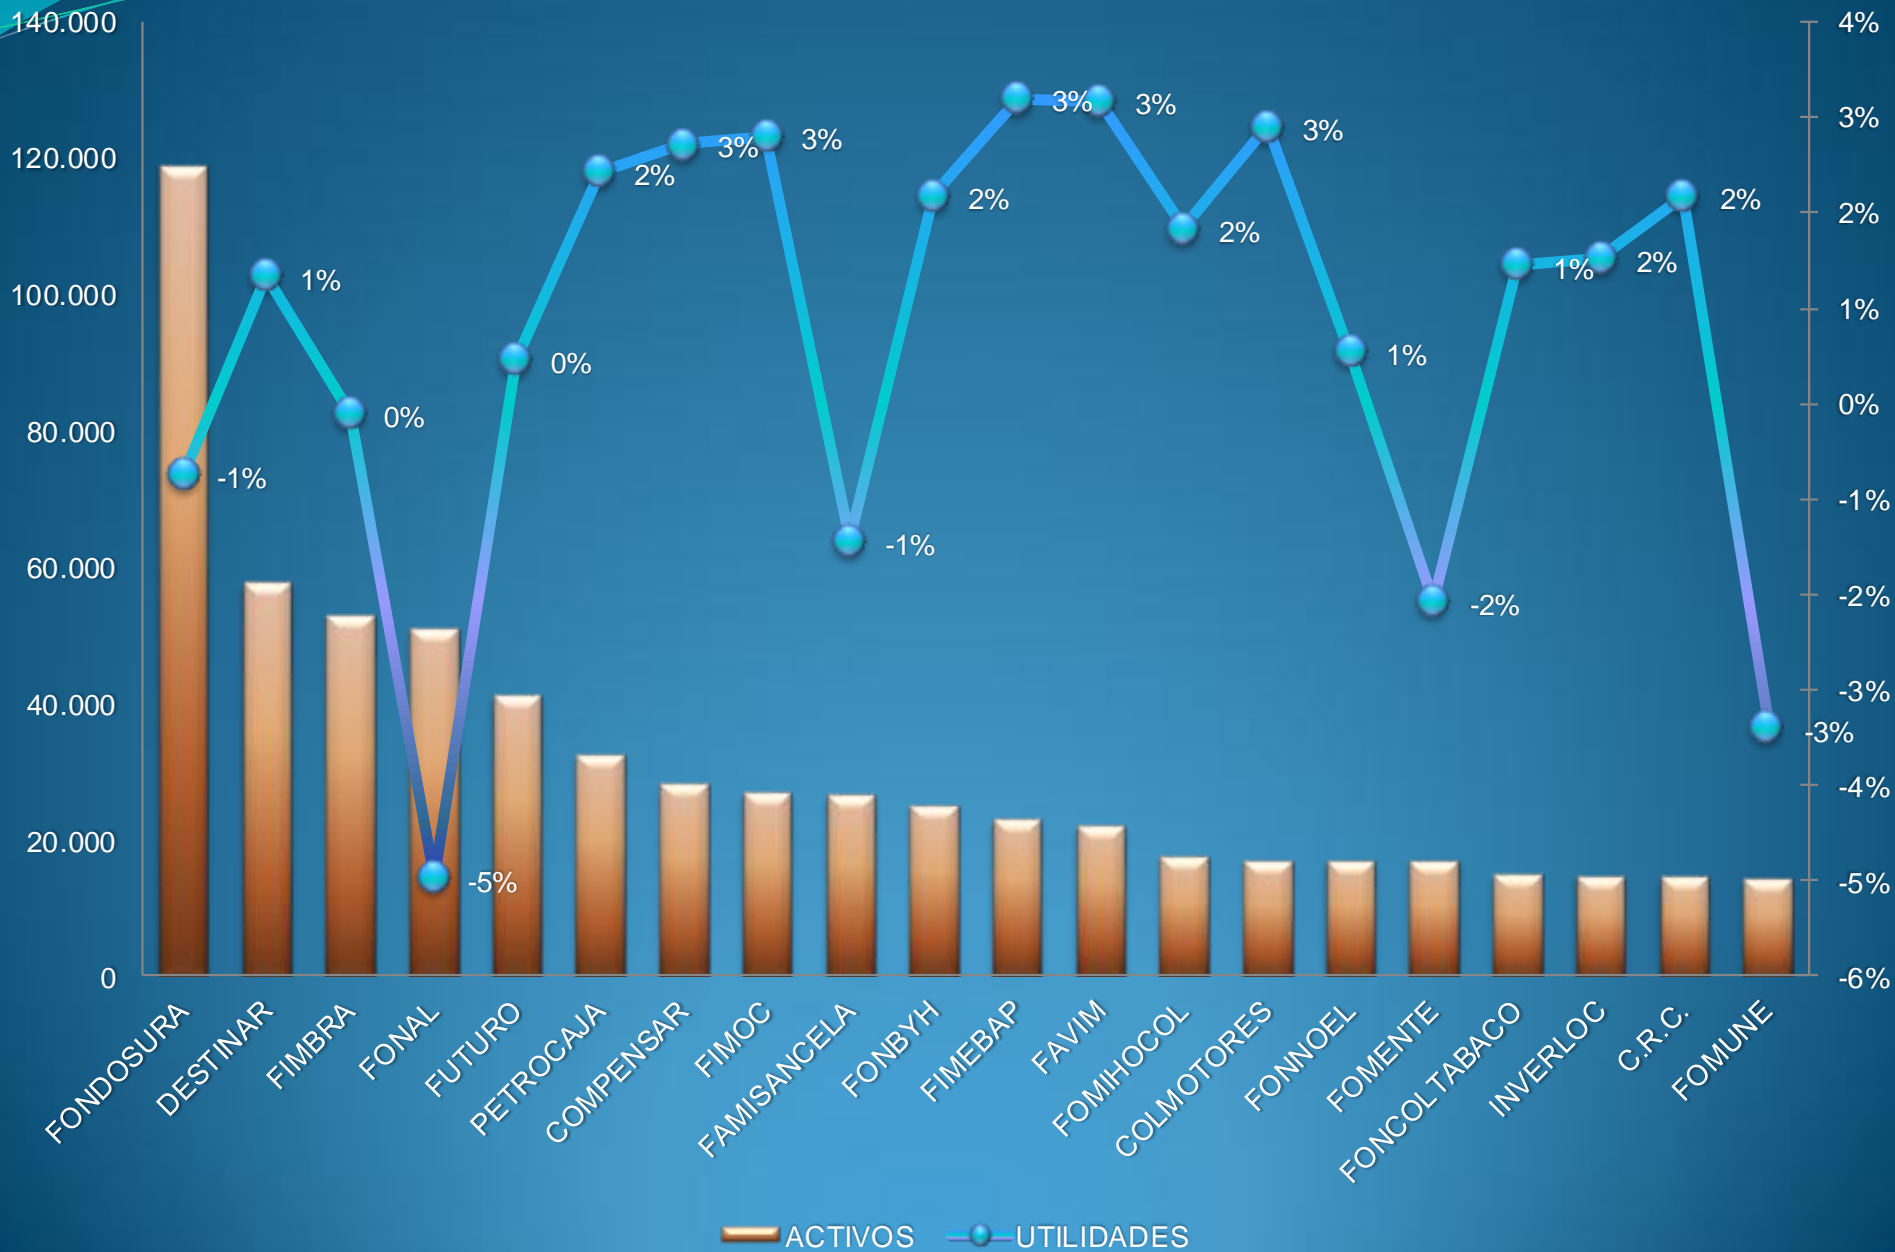 140.000
120.000
100.000
80.000
60.000
40.000
20.000
0
4%
3%
2%
1%
0%
-1%
-2%
-3%
-4%
-5%
-6%
-1%
1%
0%
-5%
0%
2%
3%
3%
-1%
2%
3%
3%
2%
3%
1%
-2%
1%
2%
2%
-3%
FONDOSURA
DESTINAR
FIMBRA
FONAL
FUTURO
PETROCAJA
COMPENSAR
FIMOC
FAMISANCELA
FONBYH
FIMEBAP
FAVIM
FOMIHOCOL
COLMOTORES
FONNOEL
FOMENTE
FONCOLTABACO
INVERLOC
C.R.C.
FOMUNE
ACTIVOS
UTILIDADES